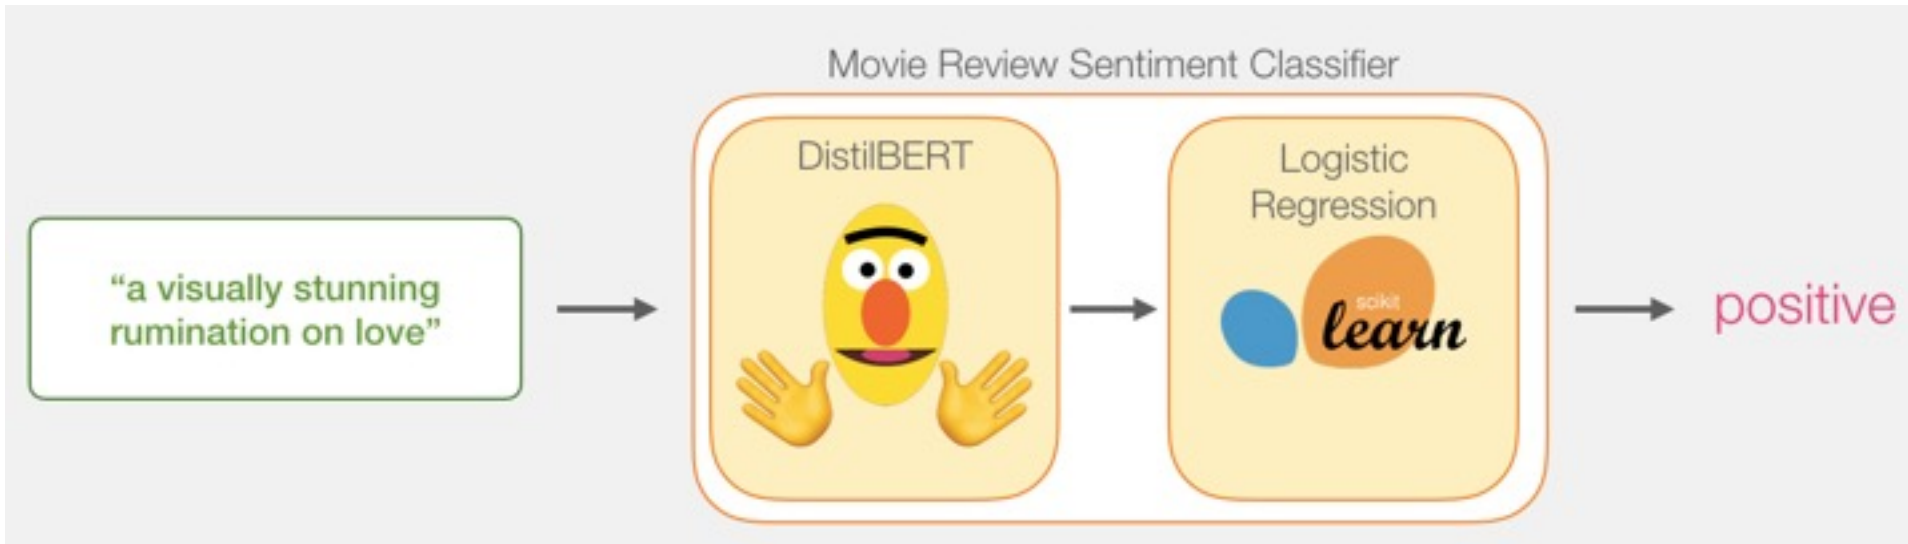 Movie Review Sentiment Classifier
“a visually stunning
rumination on love”
DistilBERT
Logistic
Regression
scikit
learn
positive